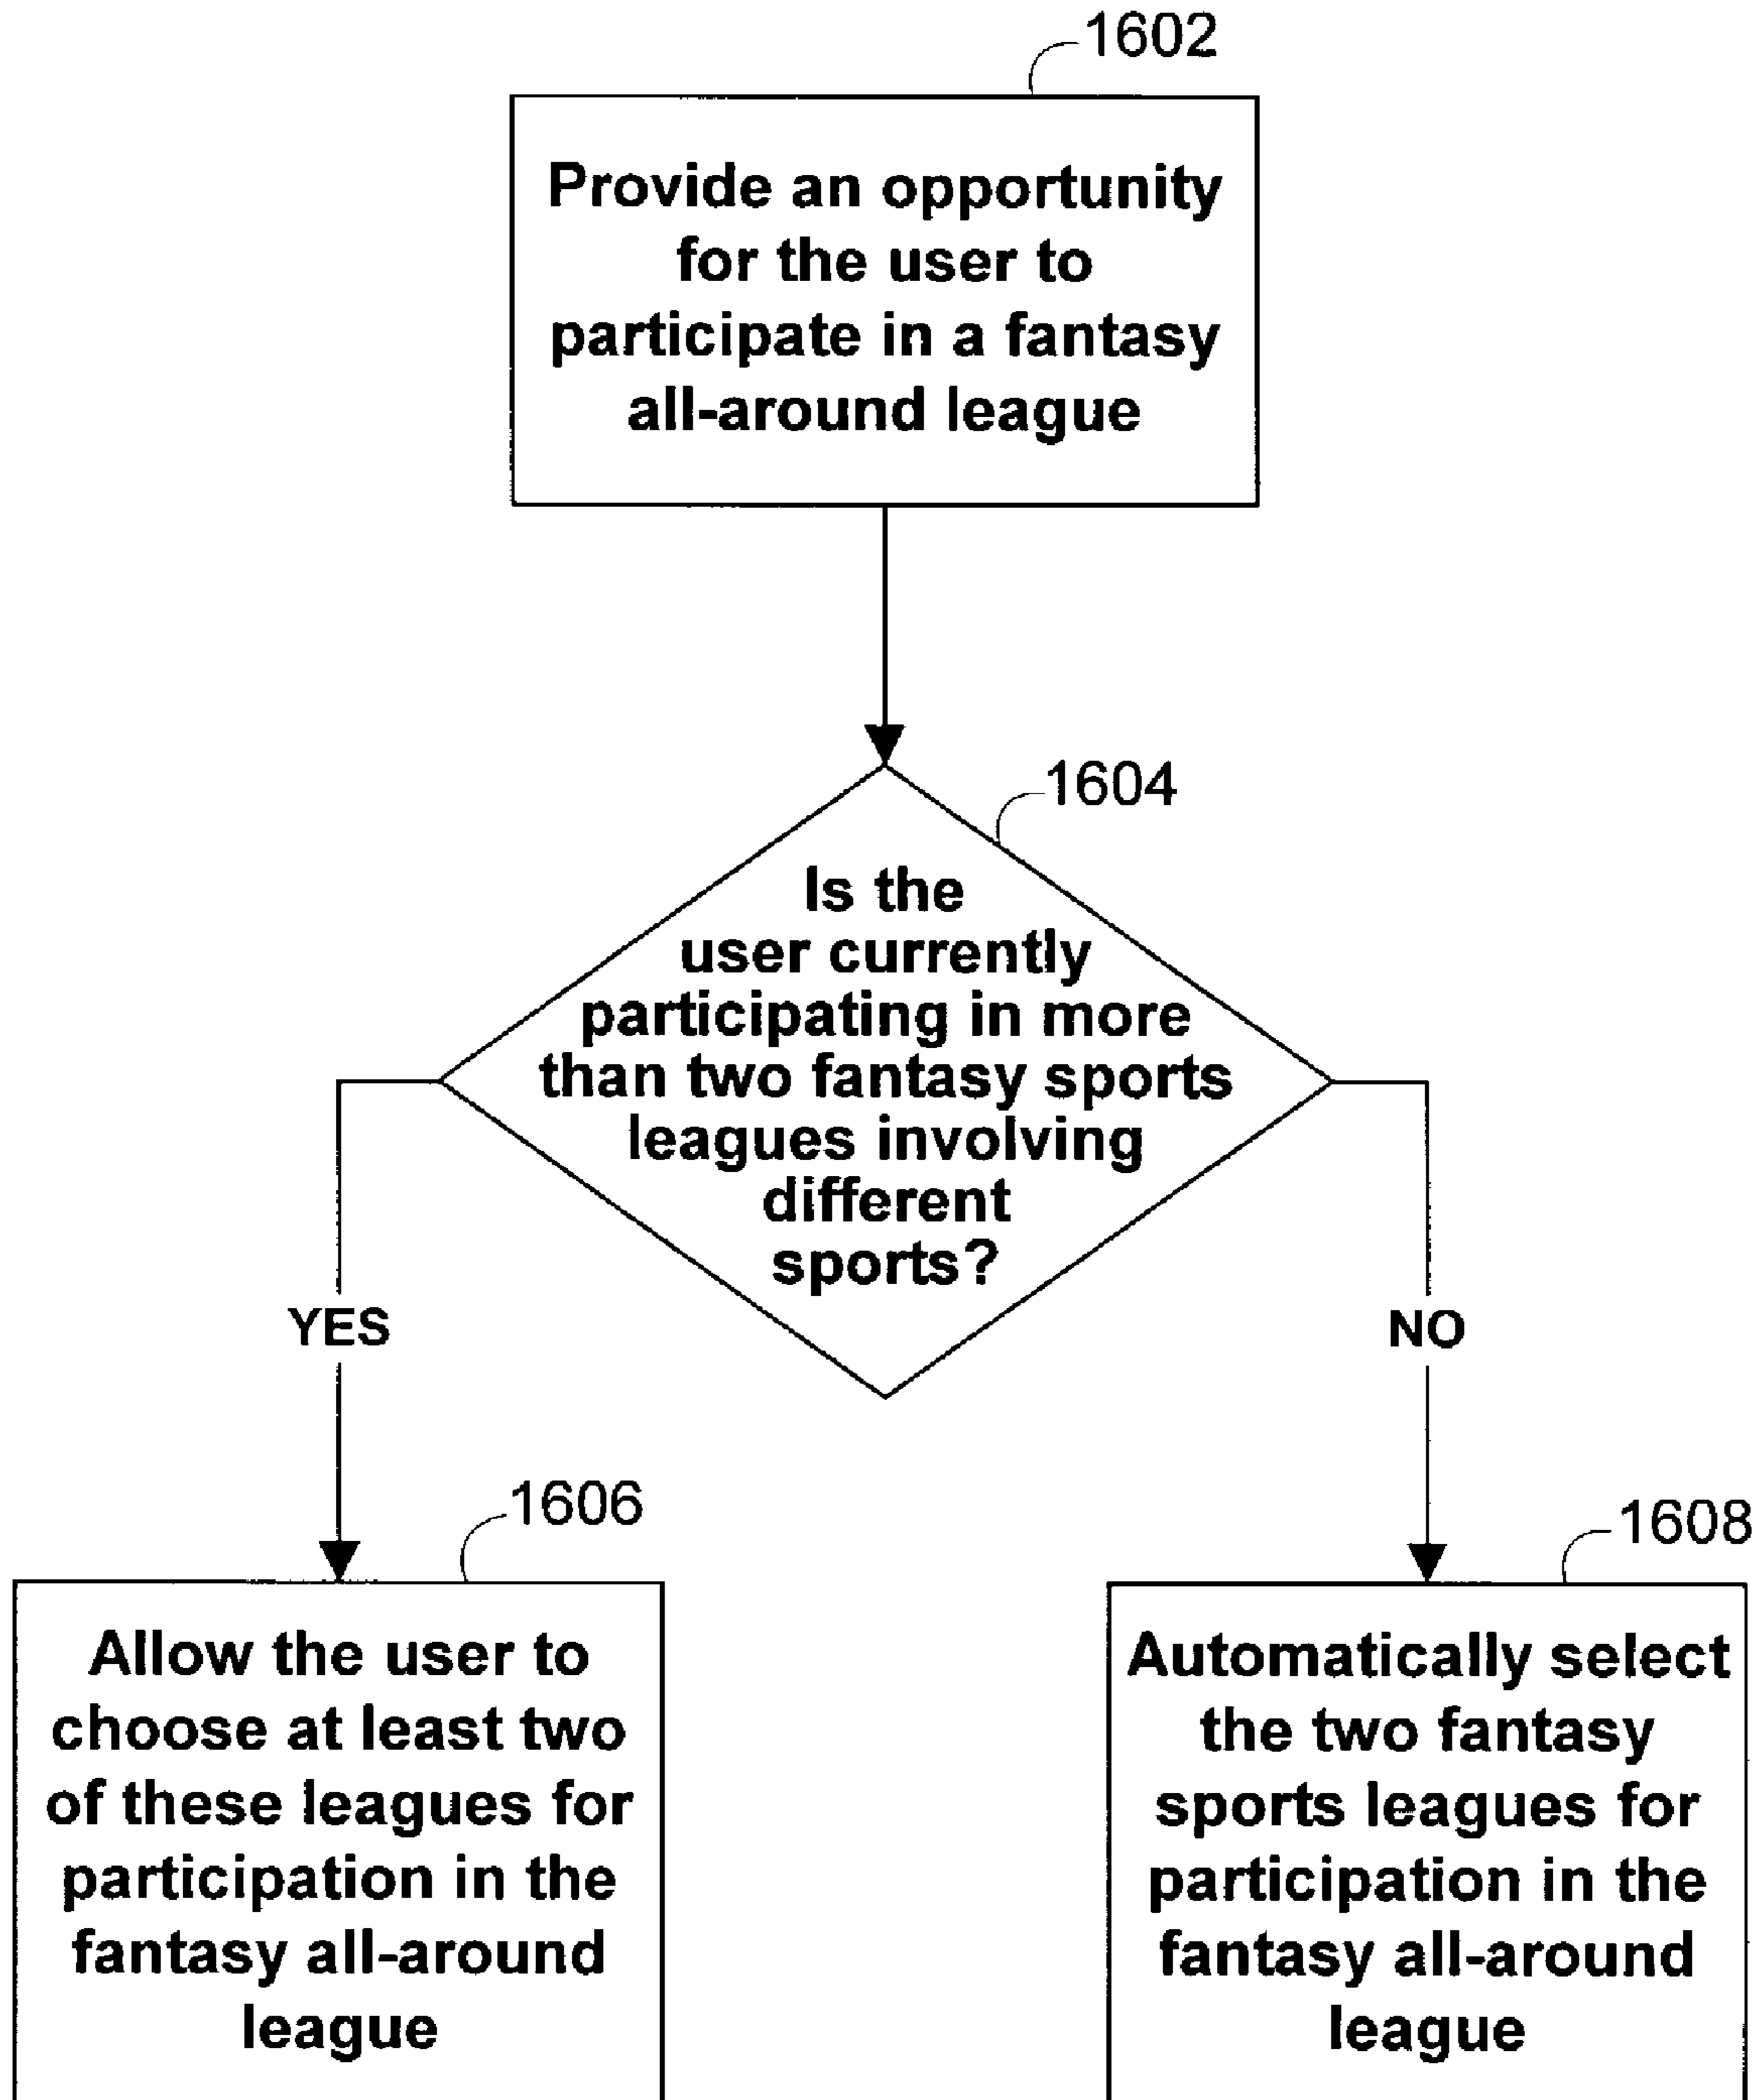 1602
Provide an opportunity
for the user to
participate in a fantasy
all-around league
1604
Is the
user currently
participating in more
than two fantasy sports
leagues involving
different
sports?
YES
NO
1606
Allow the user to
choose at least two
of these leagues for
participation in the
fantasy all-around
league
1608
Automatically select
the two fantasy
sports leagues for
participation in the
fantasy all-around
league